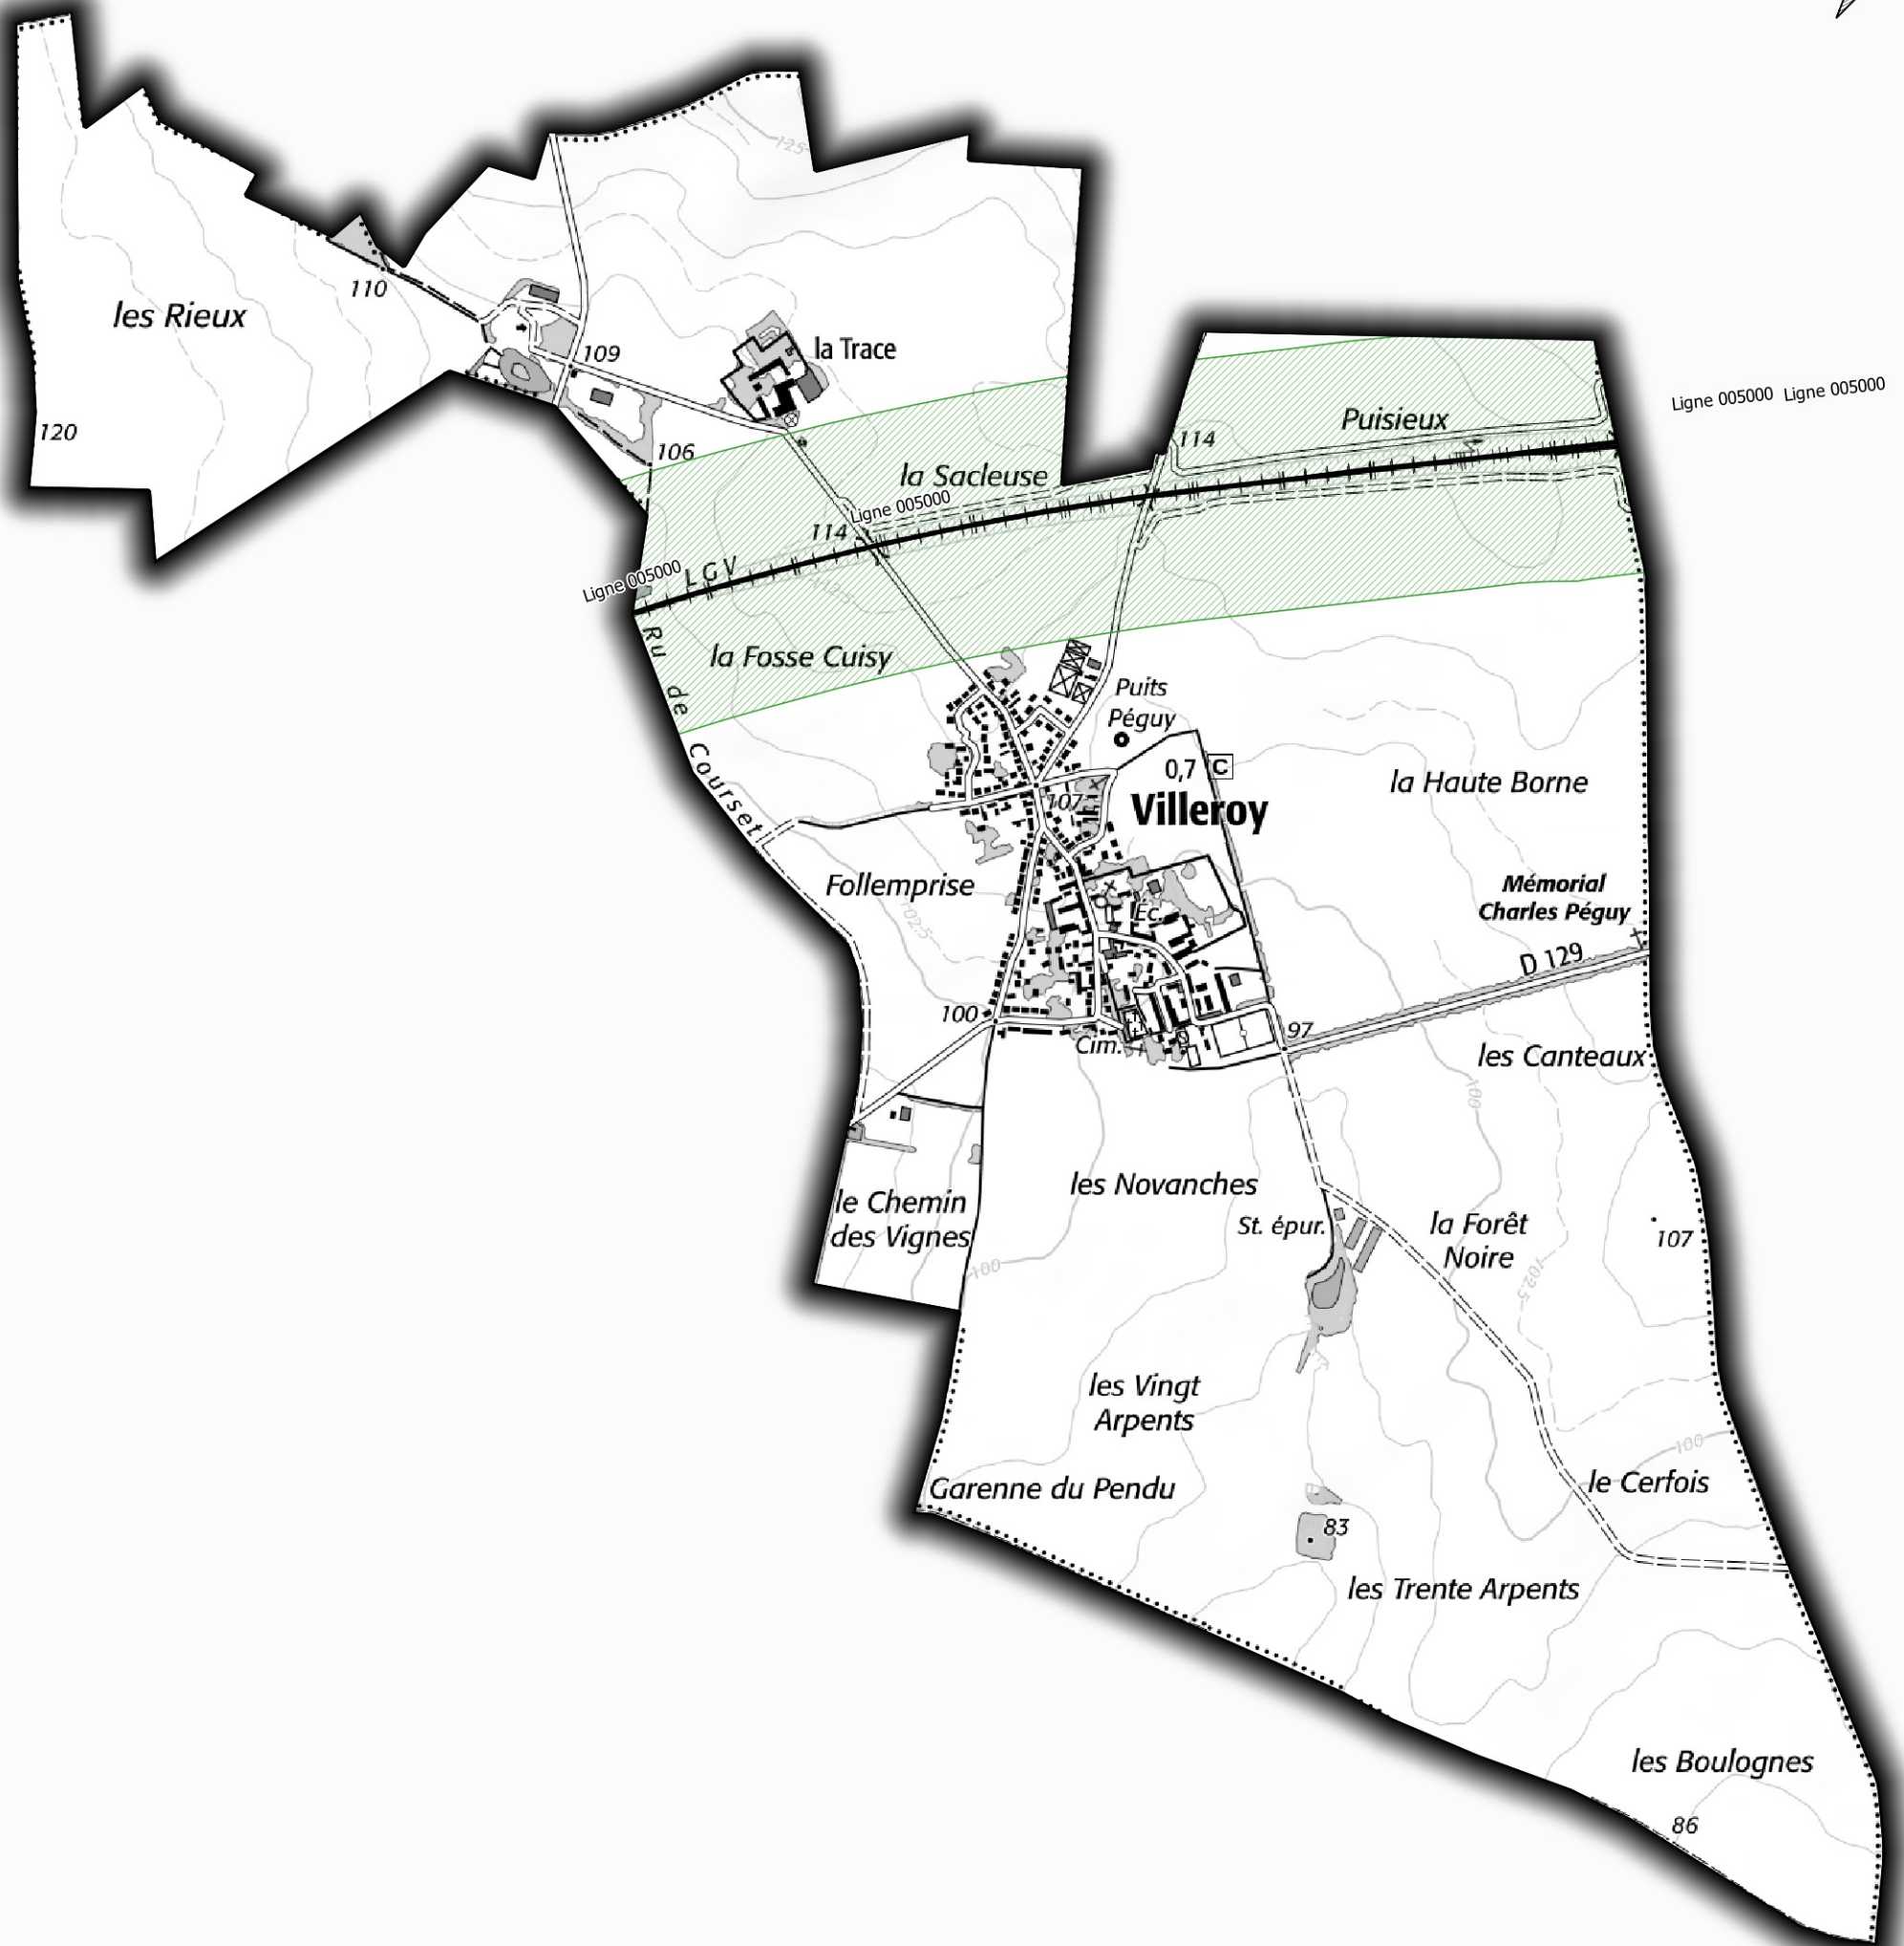 125
les Rieux
110
109
la Trace
120
106
114
Puisieux
Ligne 005000 Ligne 005000
la Sacleuse
Ligne 005000
114
Ligne 005000
LGV
102.5
Ru de Courset
la Fosse Cuisy
Puits
Péguy
0,7 C
107
Villeroy
la Haute Borne
Follemprise
102.5
Éc.
Mémorial
Charles Péguy
D 129
100
Cim.
97
les Canteaux
100
le Chemin
des Vignes
les Novanches
St. épur.
la Forêt
Noire
107
100
102.5
les Vingt
Arpents
100
Garenne du Pendu
le Cerfois
83
les Trente Arpents
les Boulognes
86